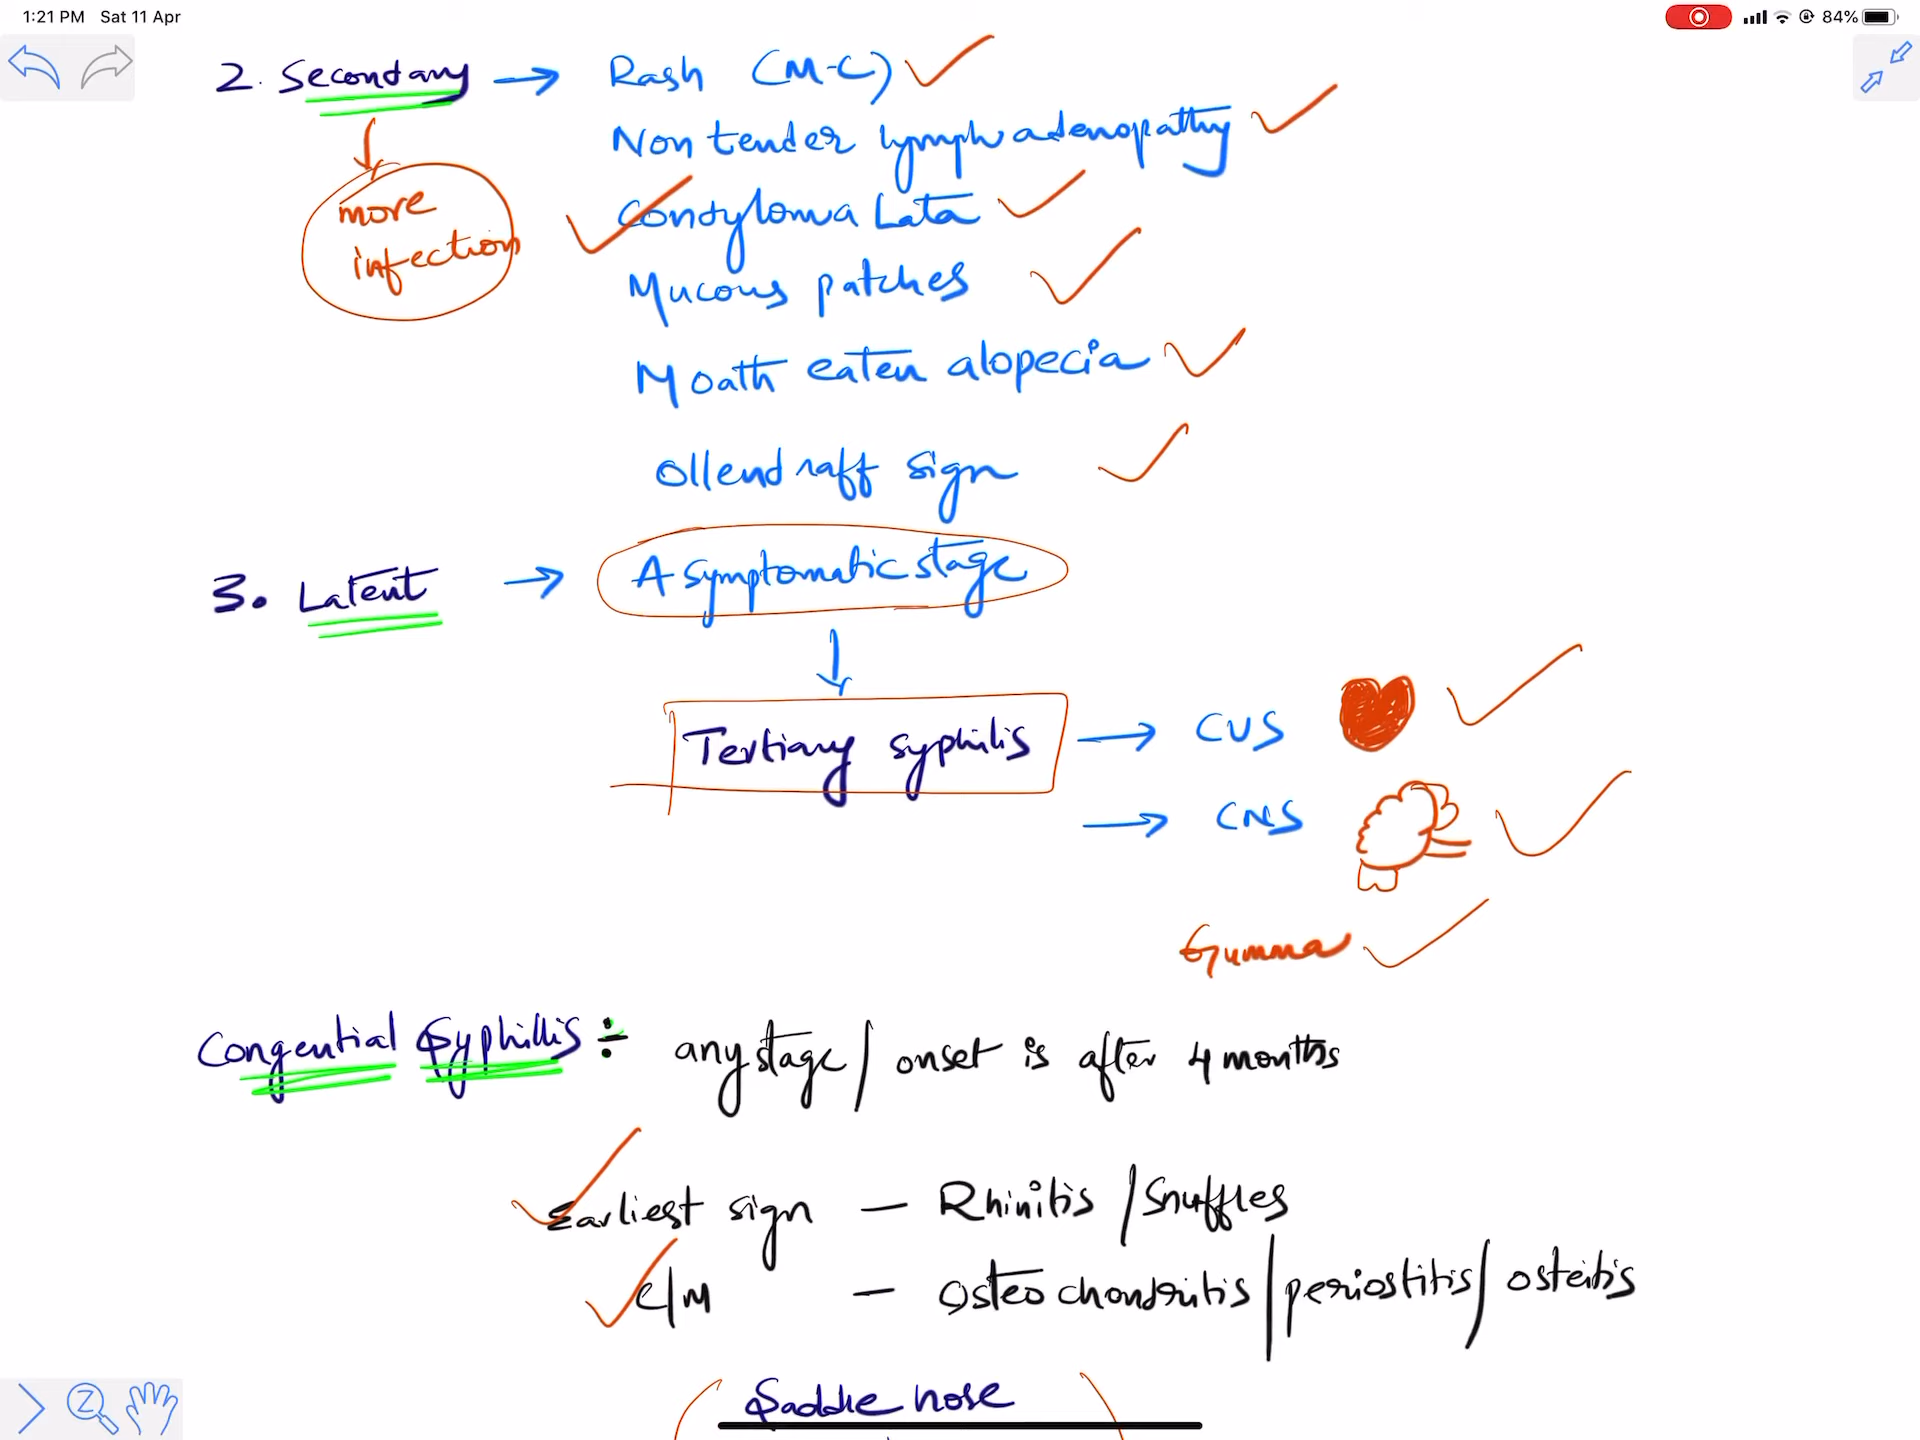 1:21 PM Sat 11 Apr
84%
2. Secondary → Rash (M-C)
Non tender lymphadenopathy
more infection
Condyloma Lata
Mucous patches
Moath eaten alopecia
Ollendraff sign
3. Latent → Asymptomatic stage
↓
Tertiary syphilis → CVS
→ CNS
Gumma
Congential Syphillis ÷ any stage / onset is after 4 months
Earliest sign — Rhinitis / Snuffles
C/M — Osteochondritis / periostitis / osteitis
Saddle nose